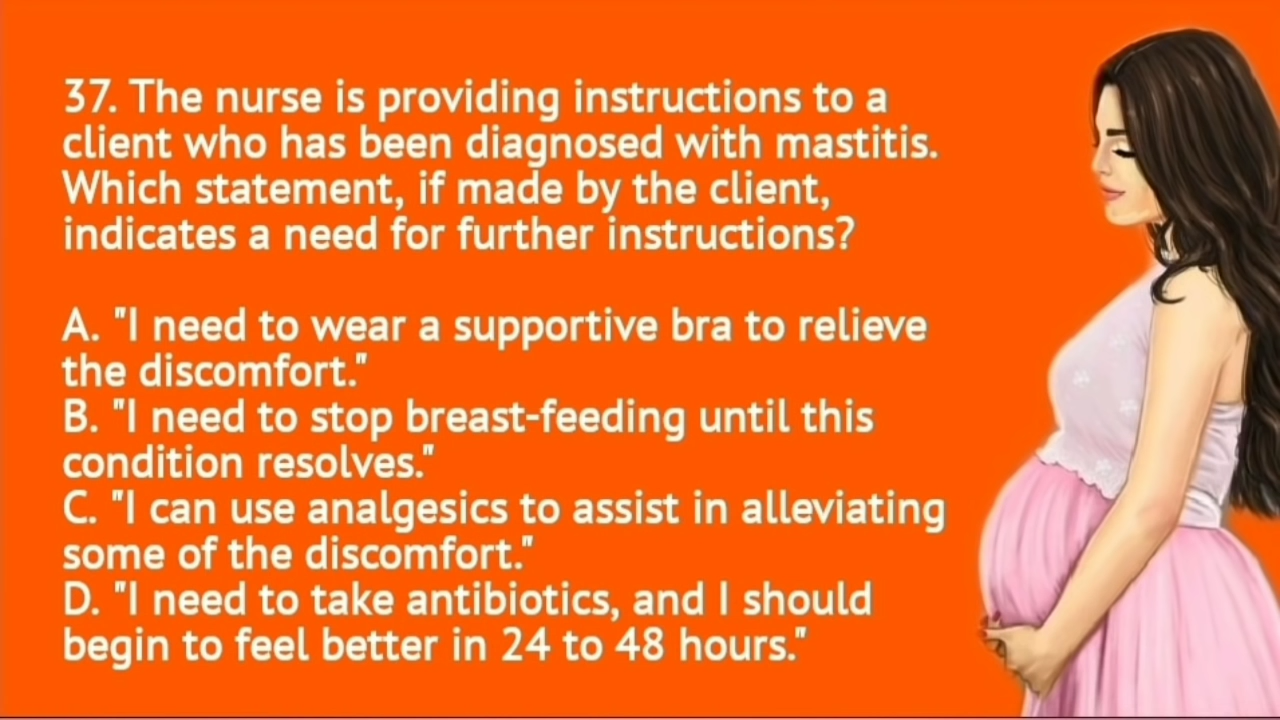 37. The nurse is providing instructions to a
client who has been diagnosed with mastitis.
Which statement, if made by the client,
indicates a need for further instructions?
A. "I need to wear a supportive bra to relieve
the discomfort."
B. "I need to stop breast-feeding until this
condition resolves."
C. "I can use analgesics to assist in alleviating
some of the discomfort."
D. "I need to take antibiotics, and I should
begin to feel better in 24 to 48 hours."